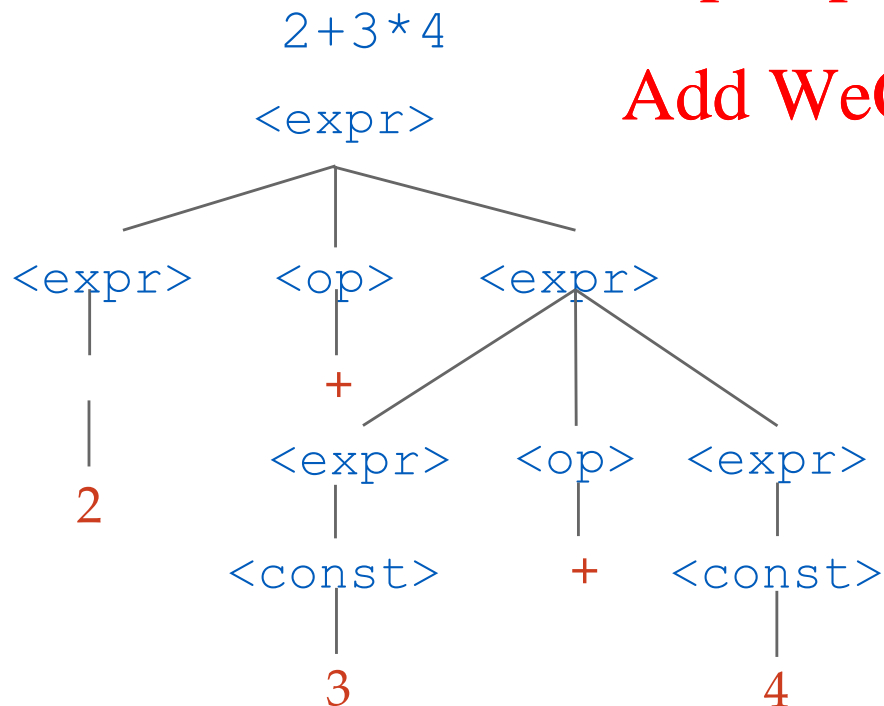 2+3*4
Add We
<expr>
<expr> <op> <expr>
+
<expr> <op> <expr>
2
<const> + <const>
3 4